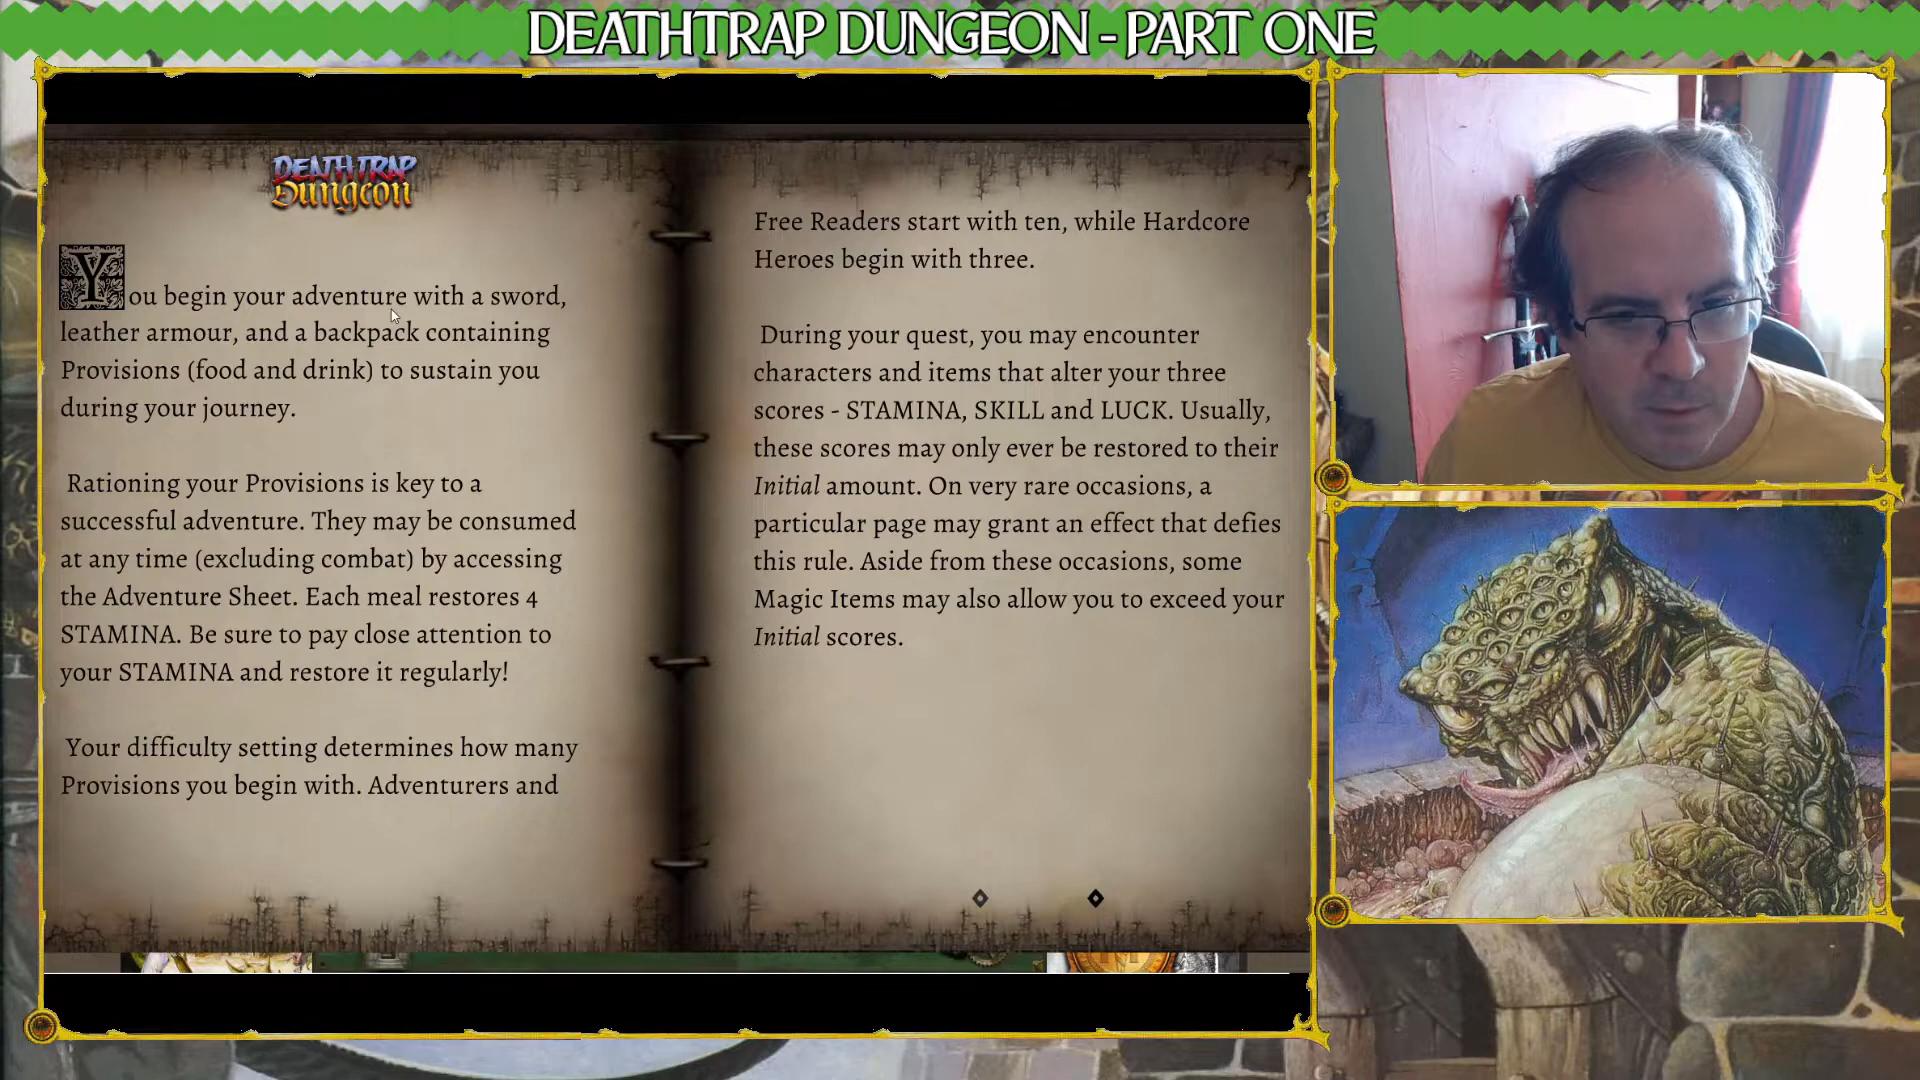 DEATHTRAP DUNGEON - PART ONE
DEATHTRAP
Dungeon
You begin your adventure with a sword,
leather armour, and a backpack containing
Provisions (food and drink) to sustain you
during your journey.
Rationing your Provisions is key to a
successful adventure. They may be consumed
at any time (excluding combat) by accessing
the Adventure Sheet. Each meal restores 4
STAMINA. Be sure to pay close attention to
your STAMINA and restore it regularly!
Your difficulty setting determines how many
Provisions you begin with. Adventurers and
Free Readers start with ten, while Hardcore
Heroes begin with three.
During your quest, you may encounter
characters and items that alter your three
scores - STAMINA, SKILL and LUCK. Usually,
these scores may only ever be restored to their
Initial amount. On very rare occasions, a
particular page may grant an effect that defies
this rule. Aside from these occasions, some
Magic Items may also allow you to exceed your
Initial scores.